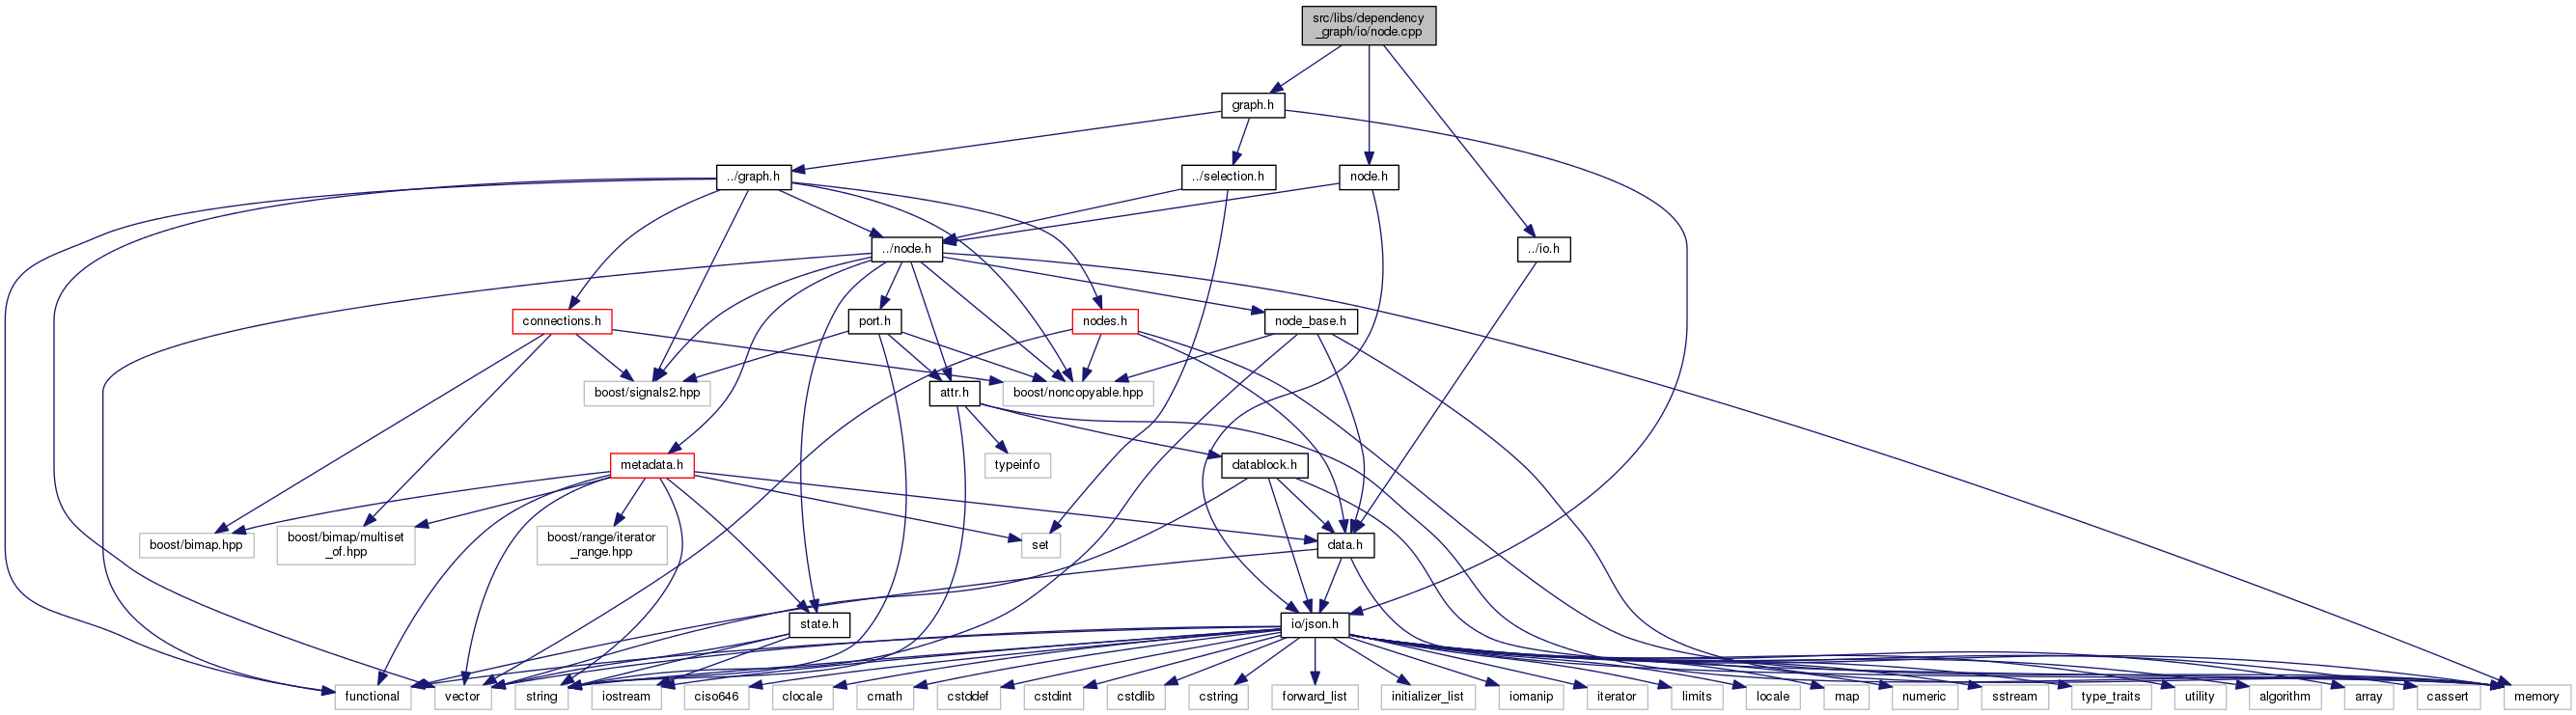 src/libs/dependency
_graph/io/node.cpp
graph.h
../graph.h
../selection.h
node.h
../node.h
../io.h
connections.h
port.h
nodes.h
node_base.h
boost/signals2.hpp
attr.h
boost/noncopyable.hpp
metadata.h
typeinfo
datablock.h
boost/bimap.hpp
boost/bimap/multiset
_of.hpp
boost/range/iterator
_range.hpp
set
data.h
state.h
io/json.h
functional
vector
string
iostream
ciso646
clocale
cmath
cstddef
cstdint
cstdlib
cstring
forward_list
initializer_list
iomanip
iterator
limits
locale
map
numeric
sstream
type_traits
utility
algorithm
array
cassert
memory